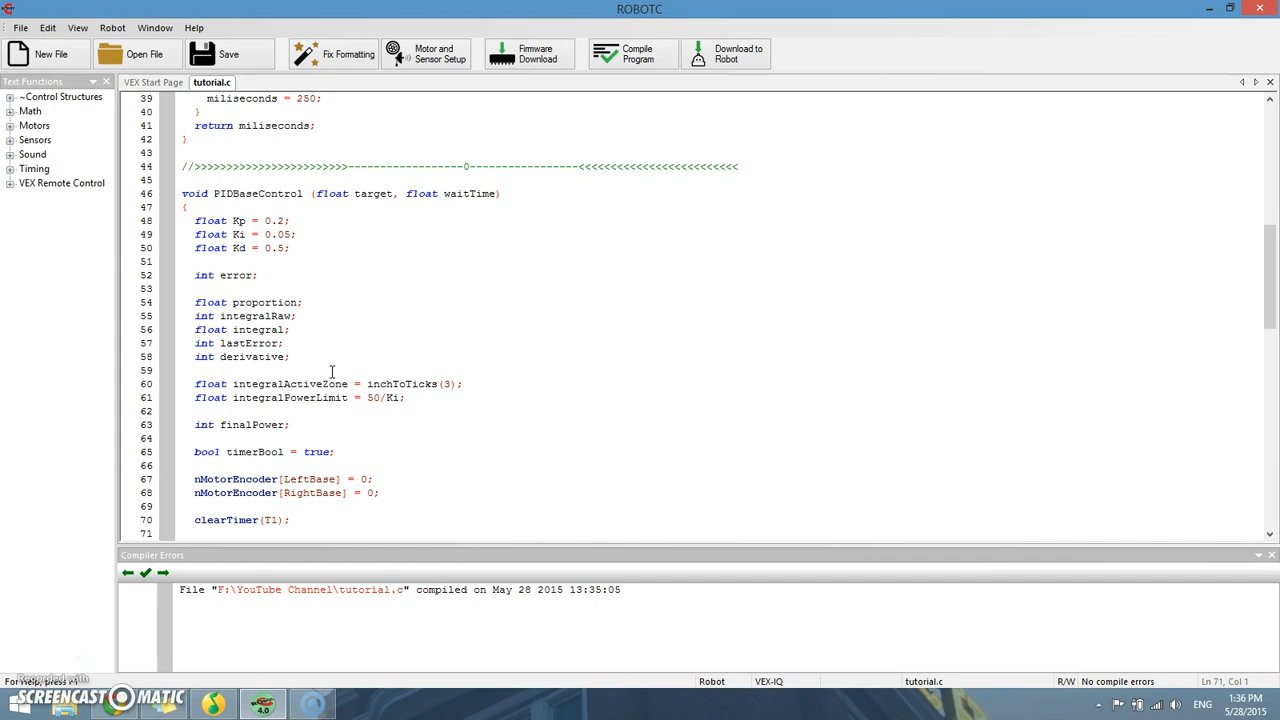 ROBOTC
File Edit View Robot Window Help
New File Open File Save Fix Formatting Motor and Sensor Setup Firmware Download Compile Program Download to Robot
Text Functions VEX Start Page tutorial.c
~Control Structures
Math
Motors
Sensors
Sound
Timing
VEX Remote Control
39 miliseconds = 250;
40 }
41 return miliseconds;
42 }
43
44 //>>>>>>>>>>>>>>>>>>>>>>>>------------------0-----------------<<<<<<<<<<<<<<<<<<<<<<<<<
45
46 void PIDBaseControl (float target, float waitTime)
47 {
48 float Kp = 0.2;
49 float Ki = 0.05;
50 float Kd = 0.5;
51
52 int error;
53
54 float proportion;
55 int integralRaw;
56 float integral;
57 int lastError;
58 int derivative;
59
60 float integralActiveZone = inchToTicks(3);
61 float integralPowerLimit = 50/Ki;
62
63 int finalPower;
64
65 bool timerBool = true;
66
67 nMotorEncoder[LeftBase] = 0;
68 nMotorEncoder[RightBase] = 0;
69
70 clearTimer(T1);
71
Compiler Errors
File "F:\YouTube Channel\tutorial.c" compiled on May 28 2015 13:35:05
For Help, press F1 Robot VEX-IQ tutorial.c R/W No compile errors Ln 71, Col 1
Recorded with
SCREENCAST MATIC
4.0
ENG
1:36 PM
5/28/2015